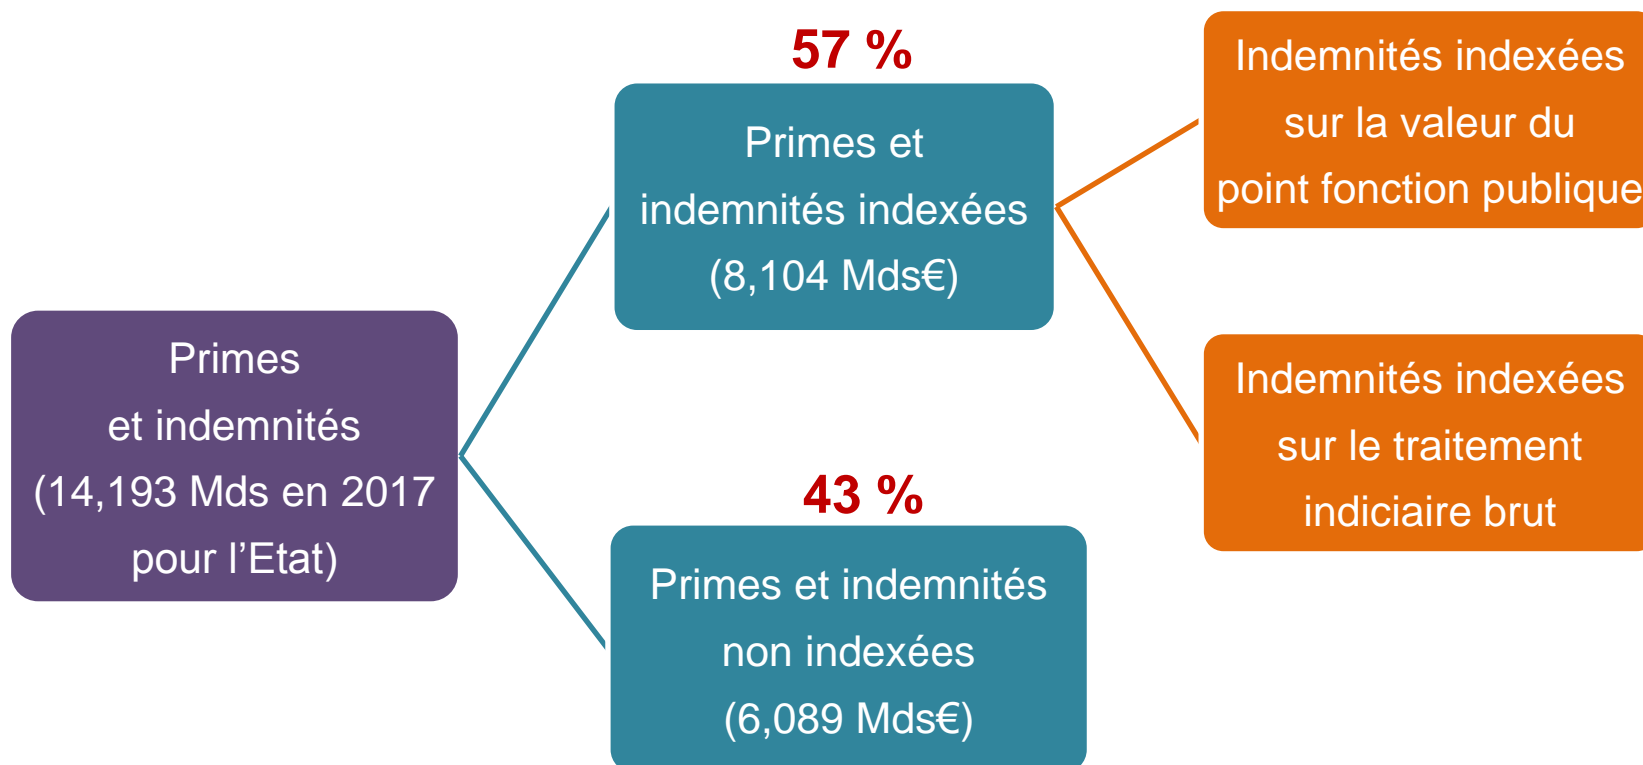 Primes
et indemnités
(14,193 Mds en 2017
pour l’Etat)
57 %
Primes et
indemnités indexées
(8,104 Mds€)
43 %
Primes et indemnités
non indexées
(6,089 Mds€)
Indemnités indexées
sur la valeur du
point fonction publique
Indemnités indexées
sur le traitement
indiciaire brut